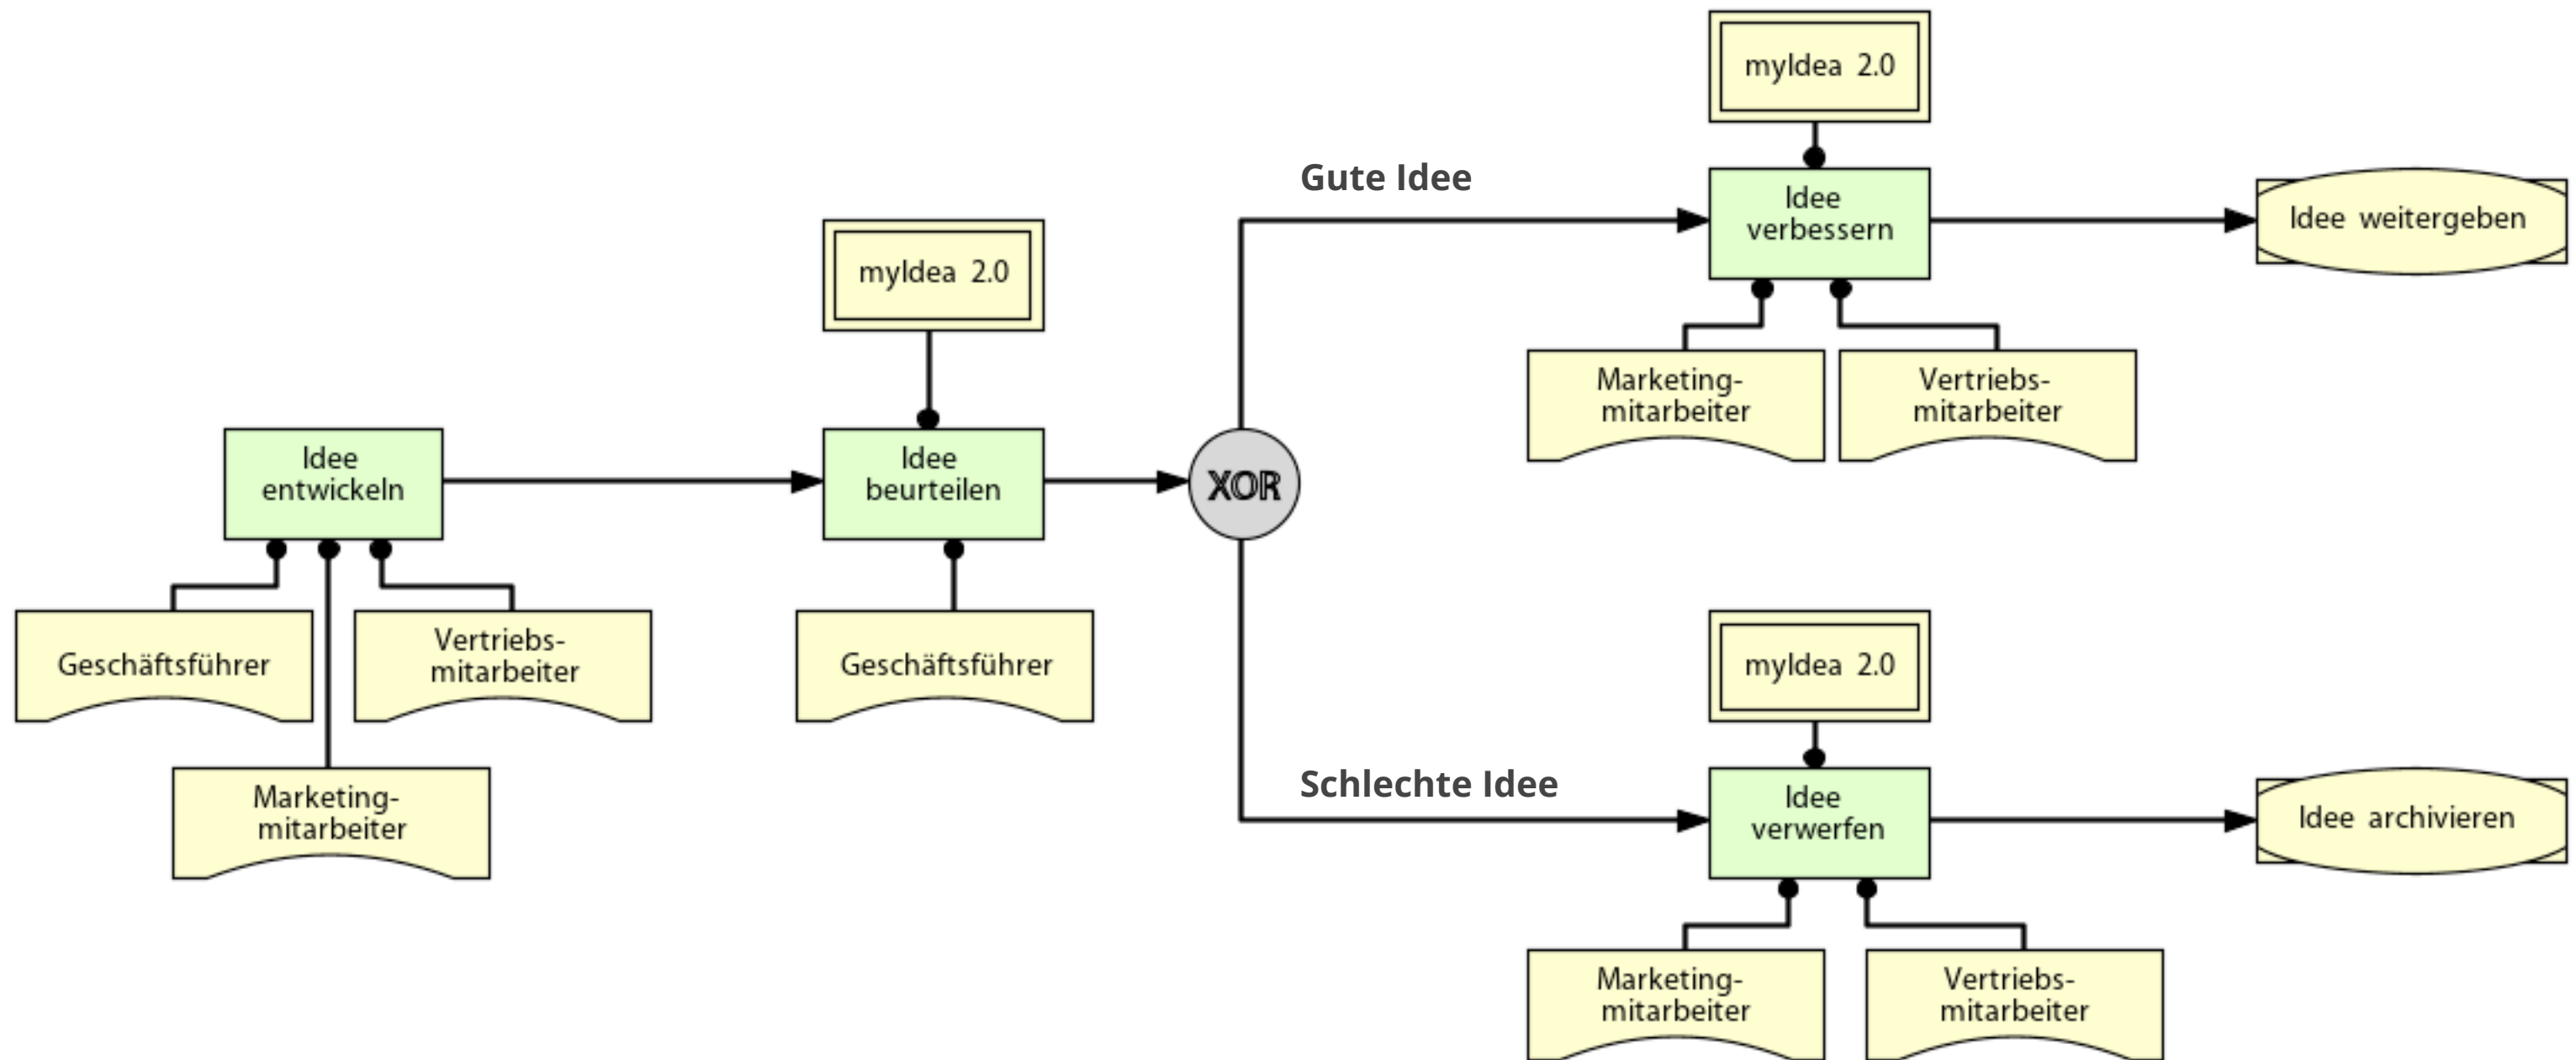 myIdea 2.0
Gute Idee
Idee
verbessern
Idee weitergeben
myIdea 2.0
Marketing-
mitarbeiter
Vertriebs-
mitarbeiter
Idee
entwickeln
Idee
beurteilen
XOR
Geschäftsführer
Vertriebs-
mitarbeiter
Geschäftsführer
myIdea 2.0
Marketing-
mitarbeiter
Schlechte Idee
Idee
verwerfen
Idee archivieren
Marketing-
mitarbeiter
Vertriebs-
mitarbeiter